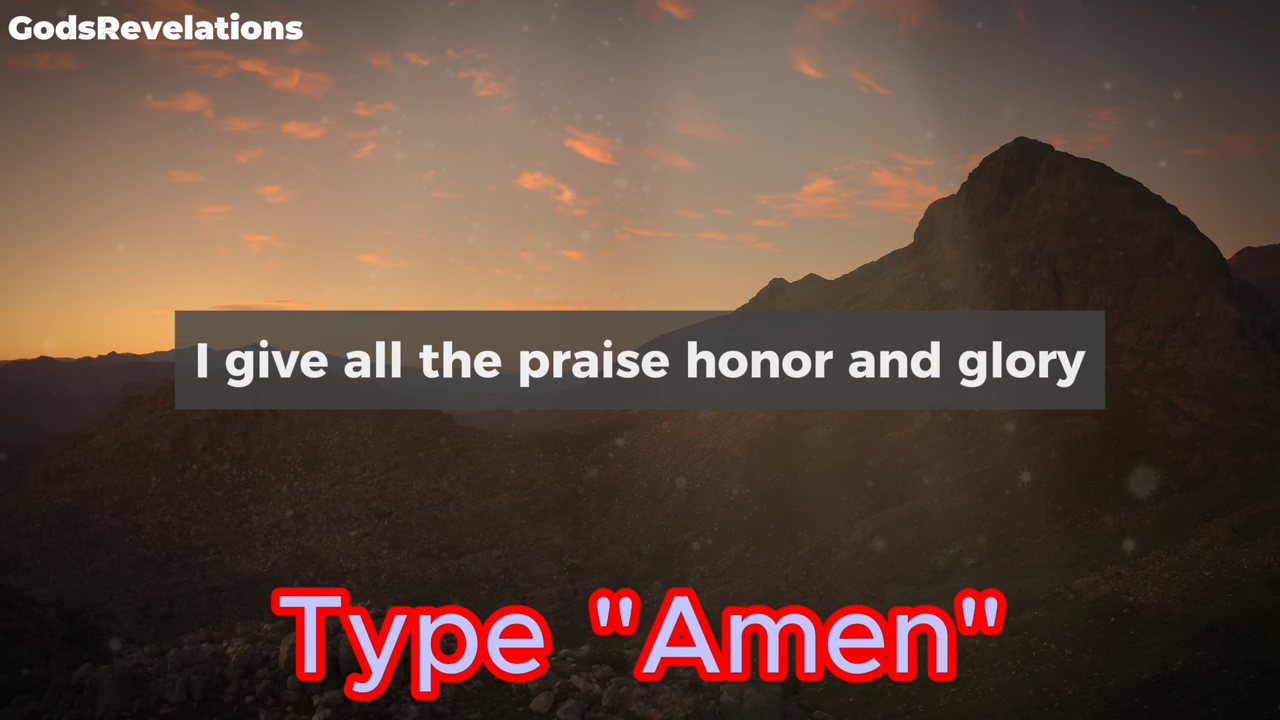 GodsRevelations
I give all the praise honor and glory
Type "Amen"